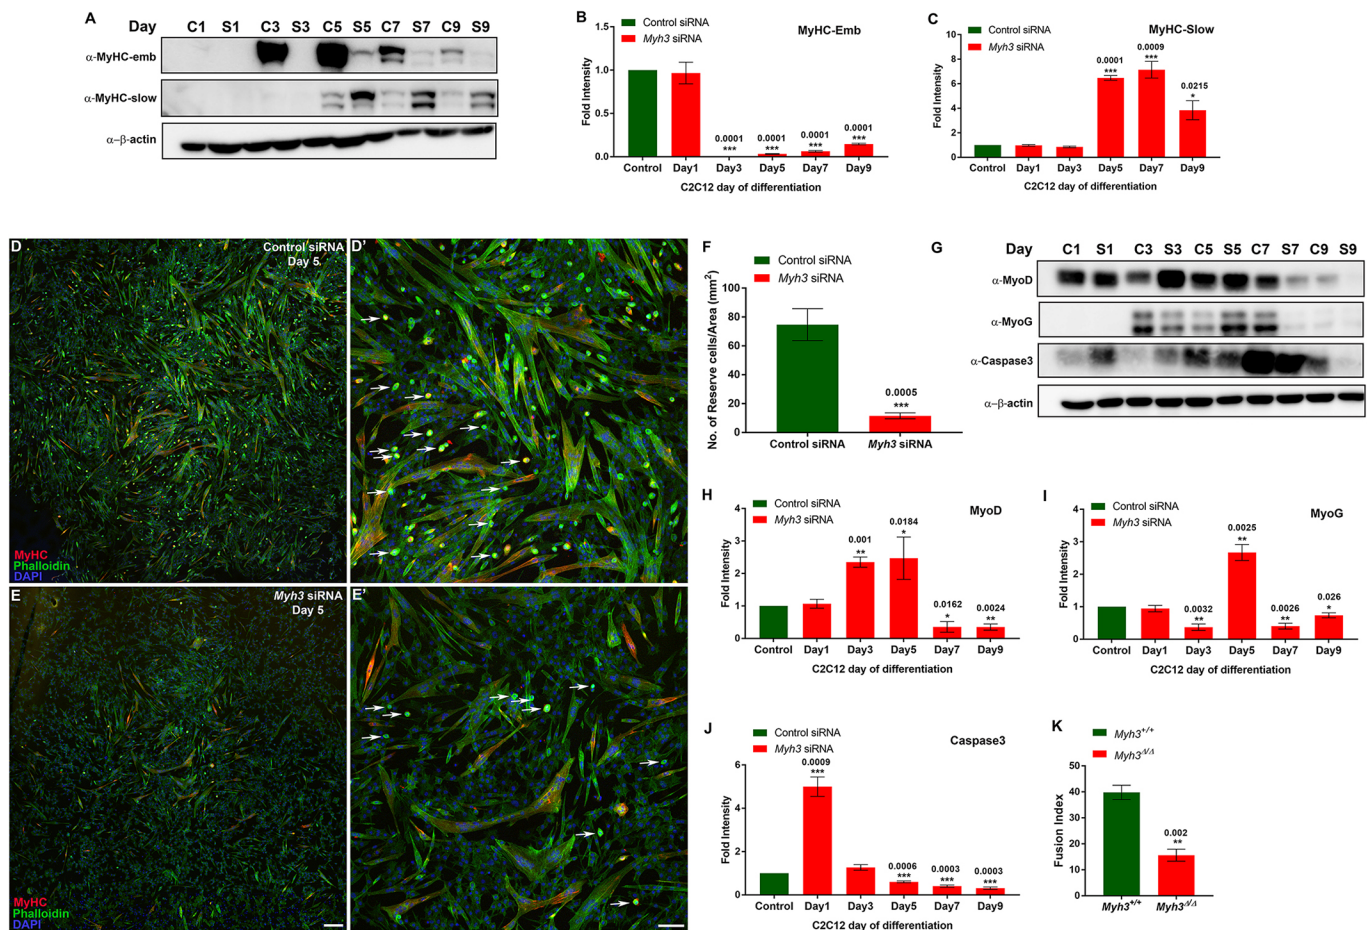 A
Day C1 S1 C3 S3 C5 S5 C7 S7 C9 S9
α-MyHC-emb
α-MyHC-slow
α–β-actin
B
Control siRNA
Myh3 siRNA
MyHC-Emb
Fold Intensity
1.5
1.0
0.5
0.0
0.0001
***
0.0001
***
0.0001
***
0.0001
***
Control Day1 Day3 Day5 Day7 Day9
C2C12 day of differentiation
C
Control siRNA
Myh3 siRNA
MyHC-Slow
Fold Intensity
10
8
6
4
2
0
0.0001
***
0.0009
***
0.0215
*
Control Day1 Day3 Day5 Day7 Day9
C2C12 day of differentiation
D
Control siRNA
Day 5
MyHC
Phalloidin
DAPI
D'
E
Myh3 siRNA
Day 5
MyHC
Phalloidin
DAPI
E'
F
Control siRNA
Myh3 siRNA
No. of Reserve cells/Area (mm²)
100
80
60
40
20
0
0.0005
***
Control siRNA Myh3 siRNA
G
Day C1 S1 C3 S3 C5 S5 C7 S7 C9 S9
α-MyoD
α-MyoG
α-Caspase3
α–β-actin
H
Control siRNA
Myh3 siRNA
MyoD
Fold Intensity
4
3
2
1
0
0.001
**
0.0184
*
0.0162
*
0.0024
**
Control Day1 Day3 Day5 Day7 Day9
C2C12 day of differentiation
I
Control siRNA
Myh3 siRNA
MyoG
Fold Intensity
4
3
2
1
0
0.0032
**
0.0025
**
0.0026
**
0.026
*
Control Day1 Day3 Day5 Day7 Day9
C2C12 day of differentiation
J
Control siRNA
Myh3 siRNA
Caspase3
Fold Intensity
6
4
2
0
0.0009
***
0.0006
***
0.0003
***
0.0003
***
Control Day1 Day3 Day5 Day7 Day9
C2C12 day of differentiation
K
Myh3+/+
Myh3Δ/Δ
Fusion Index
50
40
30
20
10
0
0.002
**
Myh3+/+ Myh3Δ/Δ